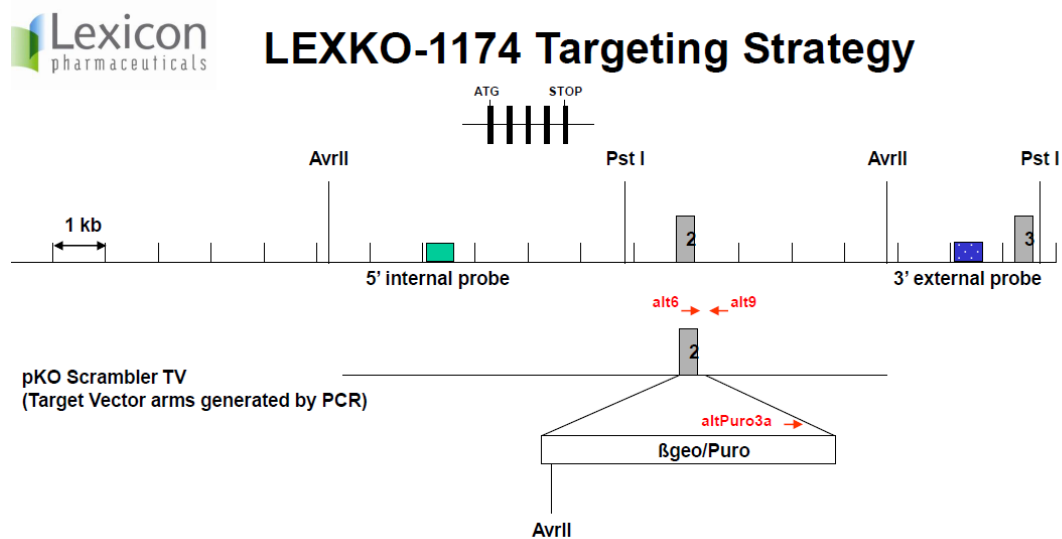 Lexicon
pharmaceuticals
LEXKO-1174 Targeting Strategy
ATG STOP
AvrII Pst I AvrII Pst I
1 kb
2 3
5' internal probe 3' external probe
alt6 alt9
2
pKO Scrambler TV
(Target Vector arms generated by PCR)
altPuro3a
ßgeo/Puro
AvrII